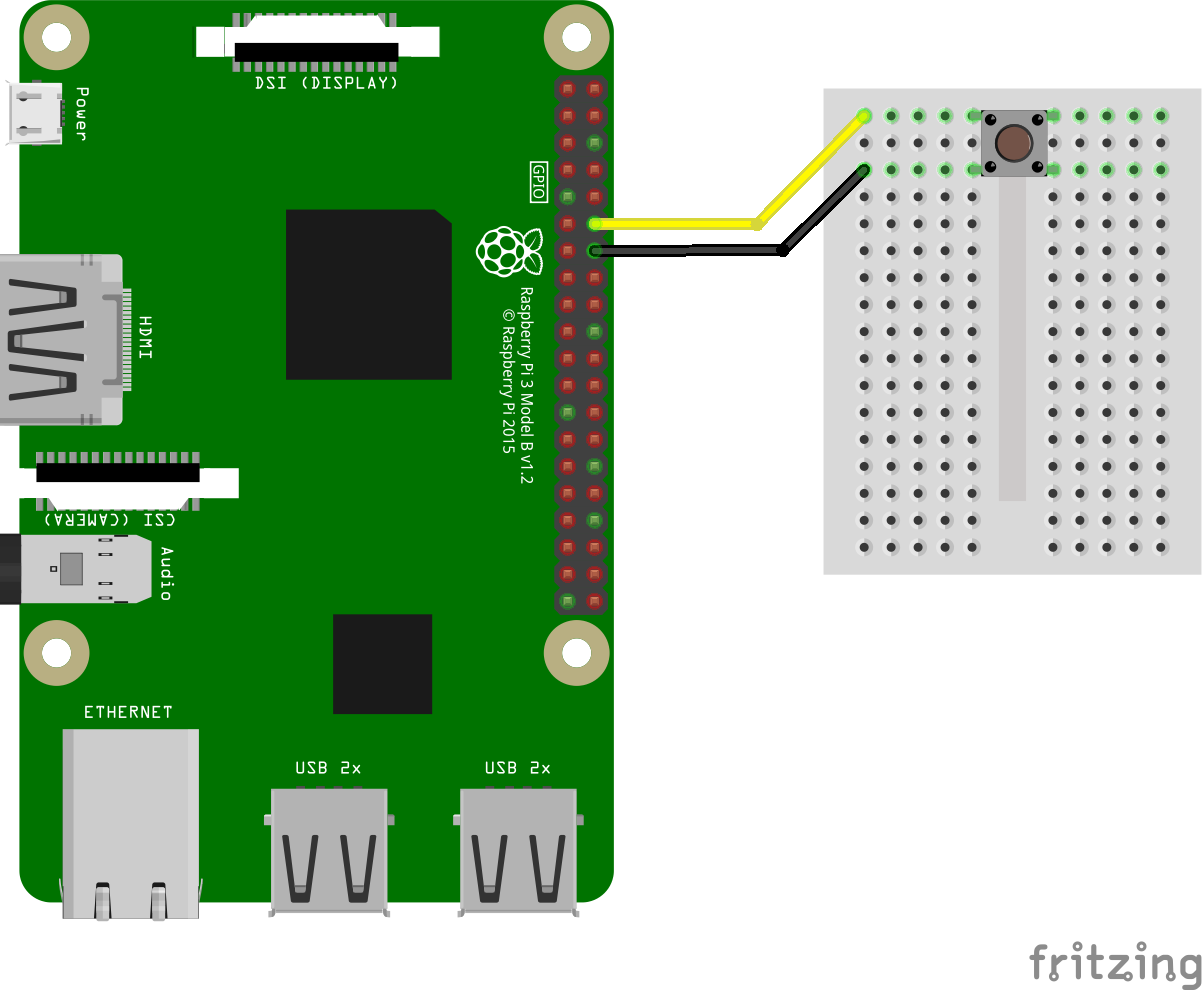 DSI (DISPLAY)
Power
GPIO
HDMI
Raspberry Pi 3 Model B v1.2
© Raspberry Pi 2015
CSI (CAMERA)
Audio
ETHERNET
USB 2x
USB 2x
fritzing